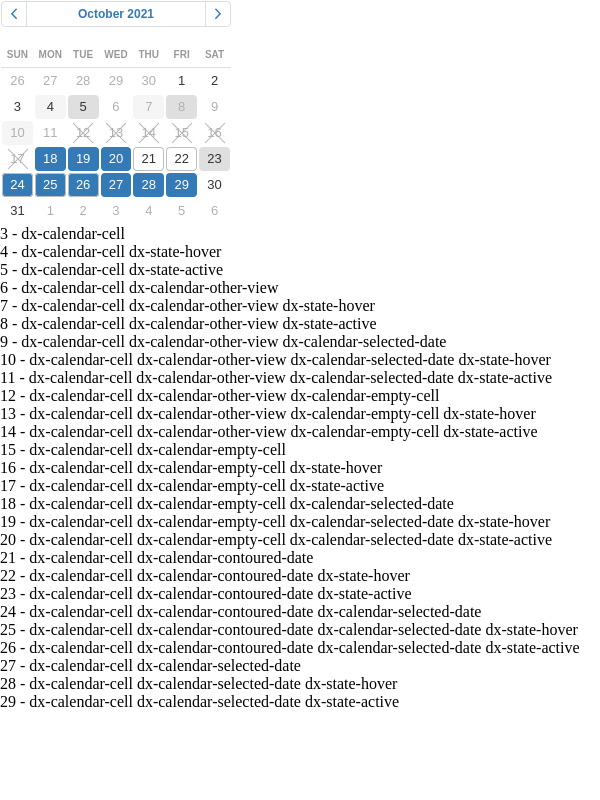 October 2021
SUN MON TUE WED THU FRI SAT
26 27 28 29 30 1 2
3 4 5 6 7 8 9
10 11 12 13 14 15 16
17 18 19 20 21 22 23
24 25 26 27 28 29 30
31 1 2 3 4 5 6
3 - dx-calendar-cell
4 - dx-calendar-cell dx-state-hover
5 - dx-calendar-cell dx-state-active
6 - dx-calendar-cell dx-calendar-other-view
7 - dx-calendar-cell dx-calendar-other-view dx-state-hover
8 - dx-calendar-cell dx-calendar-other-view dx-state-active
9 - dx-calendar-cell dx-calendar-other-view dx-calendar-selected-date
10 - dx-calendar-cell dx-calendar-other-view dx-calendar-selected-date dx-state-hover
11 - dx-calendar-cell dx-calendar-other-view dx-calendar-selected-date dx-state-active
12 - dx-calendar-cell dx-calendar-other-view dx-calendar-empty-cell
13 - dx-calendar-cell dx-calendar-other-view dx-calendar-empty-cell dx-state-hover
14 - dx-calendar-cell dx-calendar-other-view dx-calendar-empty-cell dx-state-active
15 - dx-calendar-cell dx-calendar-empty-cell
16 - dx-calendar-cell dx-calendar-empty-cell dx-state-hover
17 - dx-calendar-cell dx-calendar-empty-cell dx-state-active
18 - dx-calendar-cell dx-calendar-empty-cell dx-calendar-selected-date
19 - dx-calendar-cell dx-calendar-empty-cell dx-calendar-selected-date dx-state-hover
20 - dx-calendar-cell dx-calendar-empty-cell dx-calendar-selected-date dx-state-active
21 - dx-calendar-cell dx-calendar-contoured-date
22 - dx-calendar-cell dx-calendar-contoured-date dx-state-hover
23 - dx-calendar-cell dx-calendar-contoured-date dx-state-active
24 - dx-calendar-cell dx-calendar-contoured-date dx-calendar-selected-date
25 - dx-calendar-cell dx-calendar-contoured-date dx-calendar-selected-date dx-state-hover
26 - dx-calendar-cell dx-calendar-contoured-date dx-calendar-selected-date dx-state-active
27 - dx-calendar-cell dx-calendar-selected-date
28 - dx-calendar-cell dx-calendar-selected-date dx-state-hover
29 - dx-calendar-cell dx-calendar-selected-date dx-state-active